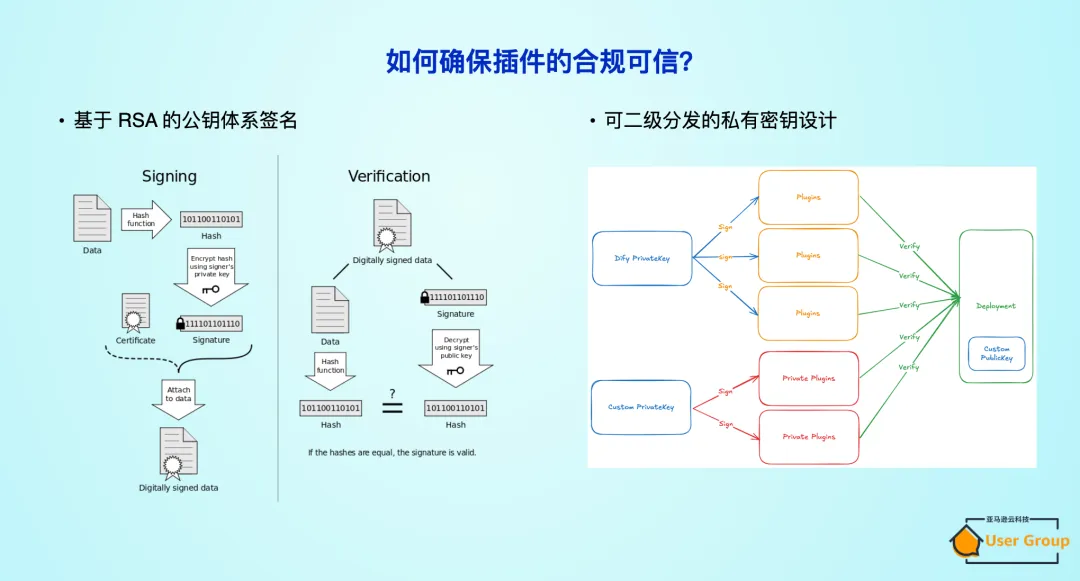 如何确保插件的合规可信?
• 基于 RSA 的公钥体系签名
Signing
Data
Hash
function
101100110101
Hash
Encrypt hash
using signer's
private key
Certificate
111101101110
Signature
Attach
to data
Digitally signed data
Verification
Digitally signed data
Data
111101101110
Signature
Hash
function
Decrypt
using signer's
public key
101100110101
Hash
?
=
101100110101
Hash
If the hashes are equal, the signature is valid.
• 可二级分发的私有密钥设计
Dify PrivateKey
Sign
Sign
Sign
Plugins
Plugins
Plugins
Custom PrivateKey
Sign
Sign
Private Plugins
Private Plugins
Verify
Verify
Verify
Verify
Verify
Deployment
Custom
PublicKey
亚马逊云科技
User Group